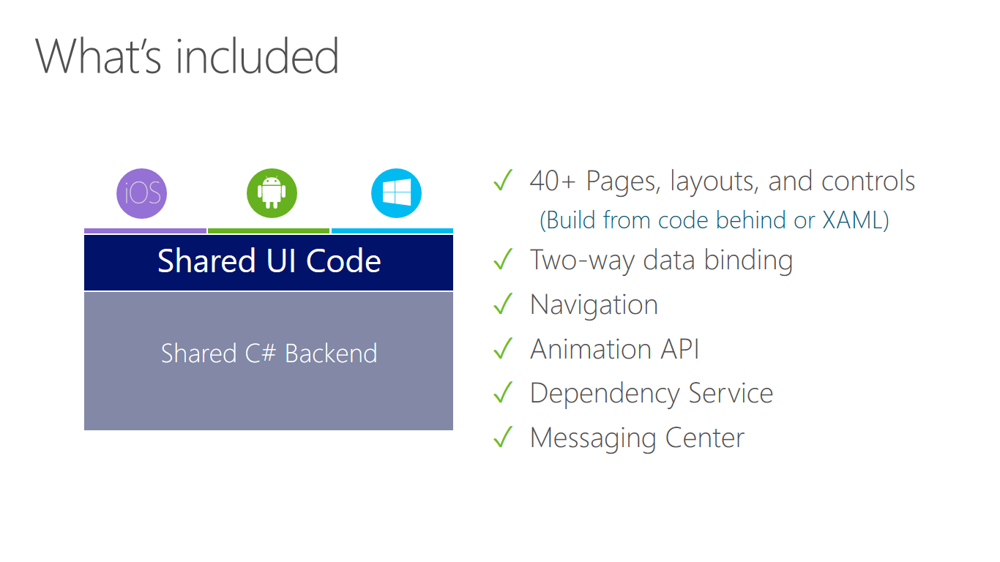 What's included
iOS
Shared UI Code
Shared C# Backend
✓ 40+ Pages, layouts, and controls
(Build from code behind or XAML)
✓ Two-way data binding
✓ Navigation
✓ Animation API
✓ Dependency Service
✓ Messaging Center